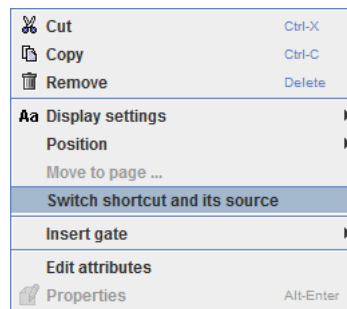 Cut Ctrl-X
Copy Ctrl-C
Remove Delete
Aa Display settings
Position
Move to page ...
Switch shortcut and its source
Insert gate
Edit attributes
Properties Alt-Enter